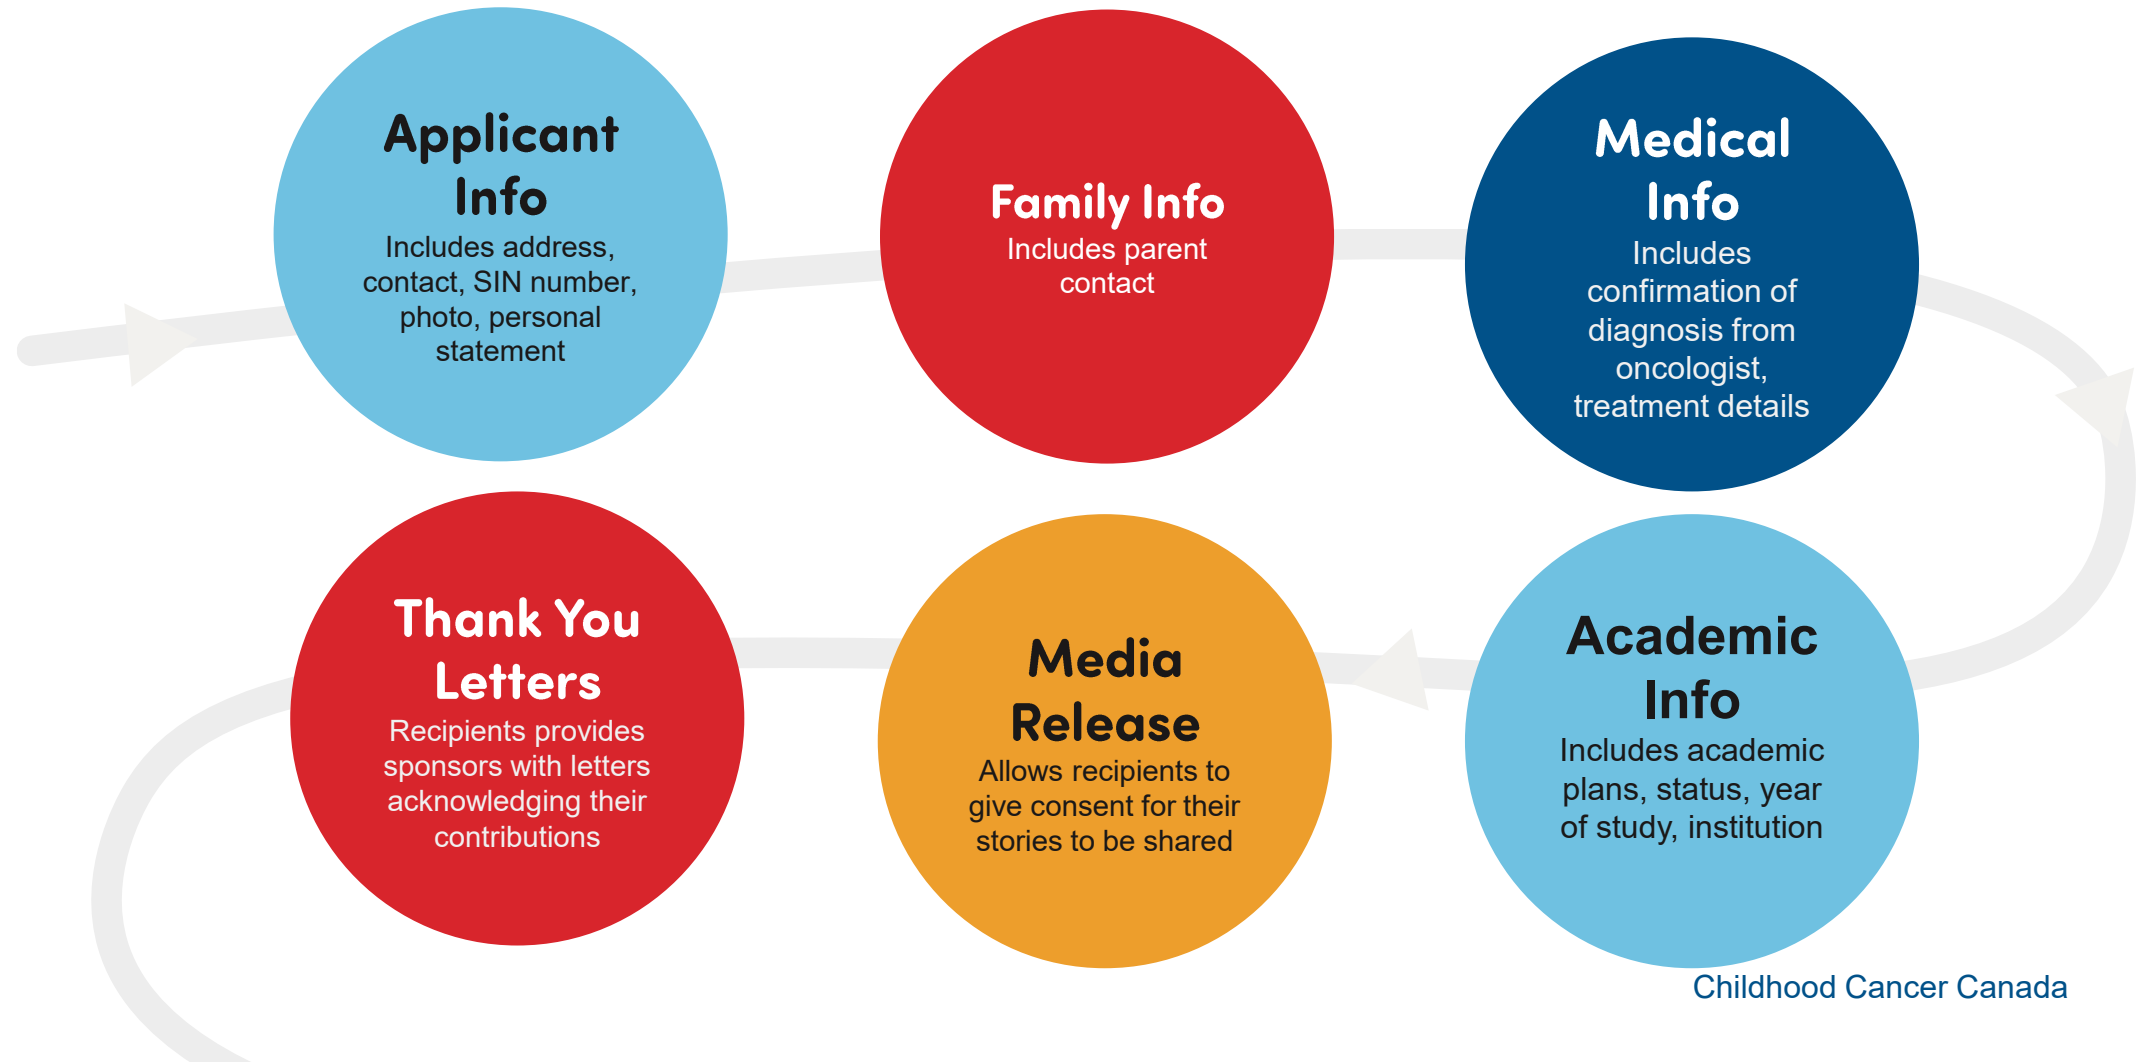 Applicant
Info
Includes address,
contact, SIN number,
photo, personal
statement
Family Info
Includes parent
contact
Medical
Info
Includes
confirmation of
diagnosis from
oncologist,
treatment details
Academic
Info
Includes academic
plans, status, year
of study, institution
Media
Release
Allows recipients to
give consent for their
stories to be shared
Thank You
Letters
Recipients provides
sponsors with letters
acknowledging their
contributions
Childhood Cancer Canada